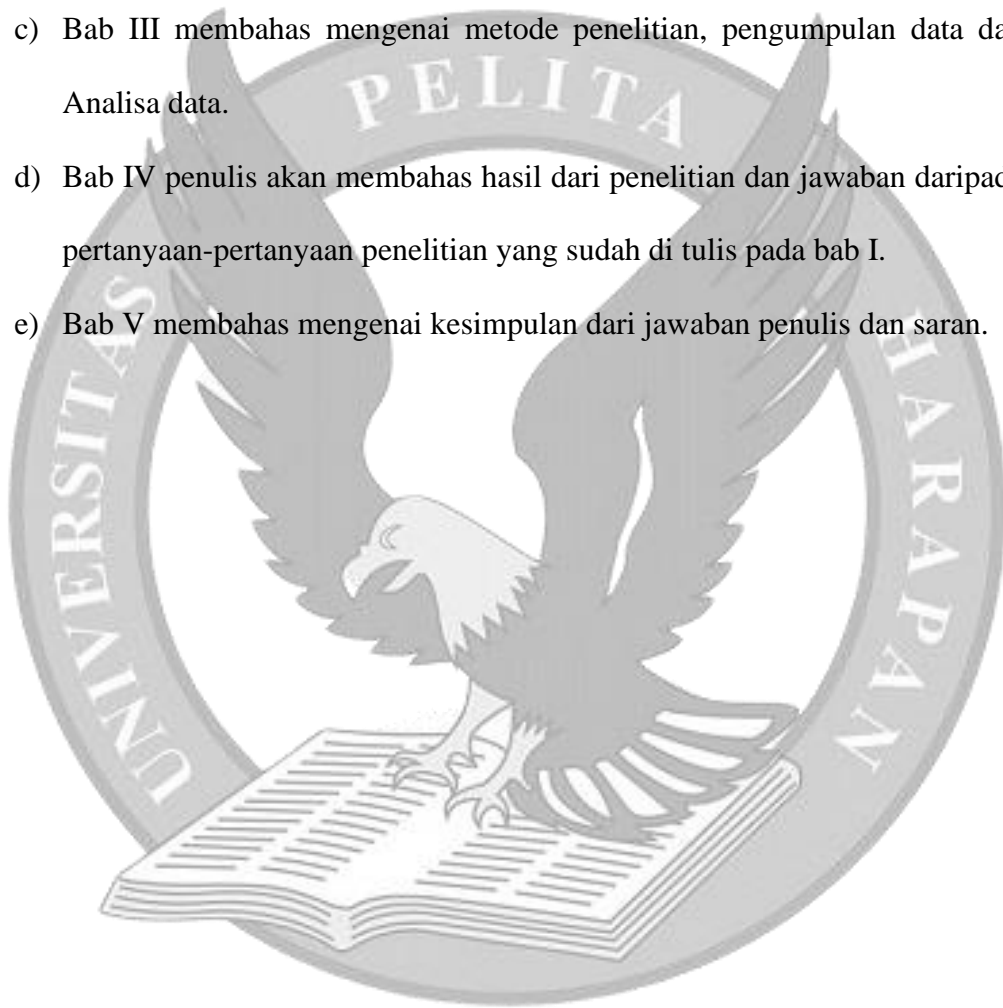 c) Bab III membahas mengenai metode penelitian, pengumpulan data da
Analisa data.
d) Bab IV penulis akan membahas hasil dari penelitian dan jawaban daripad
pertanyaan-pertanyaan penelitian yang sudah di tulis pada bab I.
e) Bab V membahas mengenai kesimpulan dari jawaban penulis dan saran.
UNIVERSITAS PELITA HARAPAN